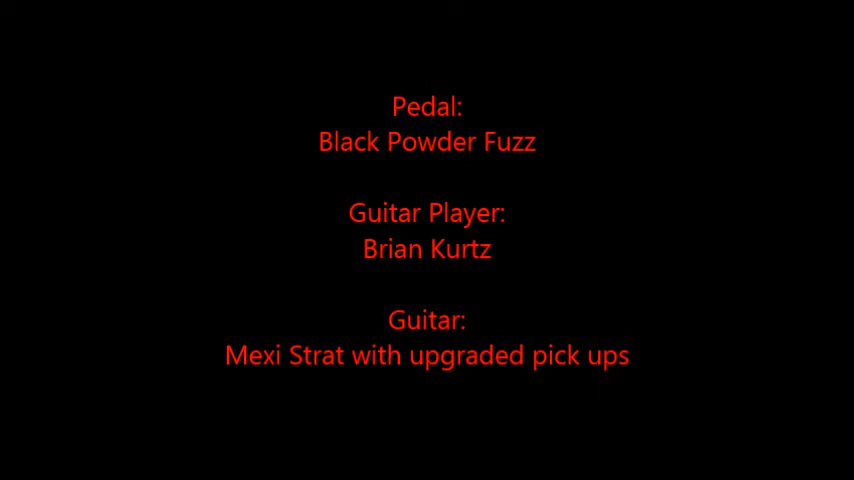 Pedal:
Black Powder Fuzz
Guitar Player:
Brian Kurtz
Guitar:
Mexi Strat with upgraded pick ups